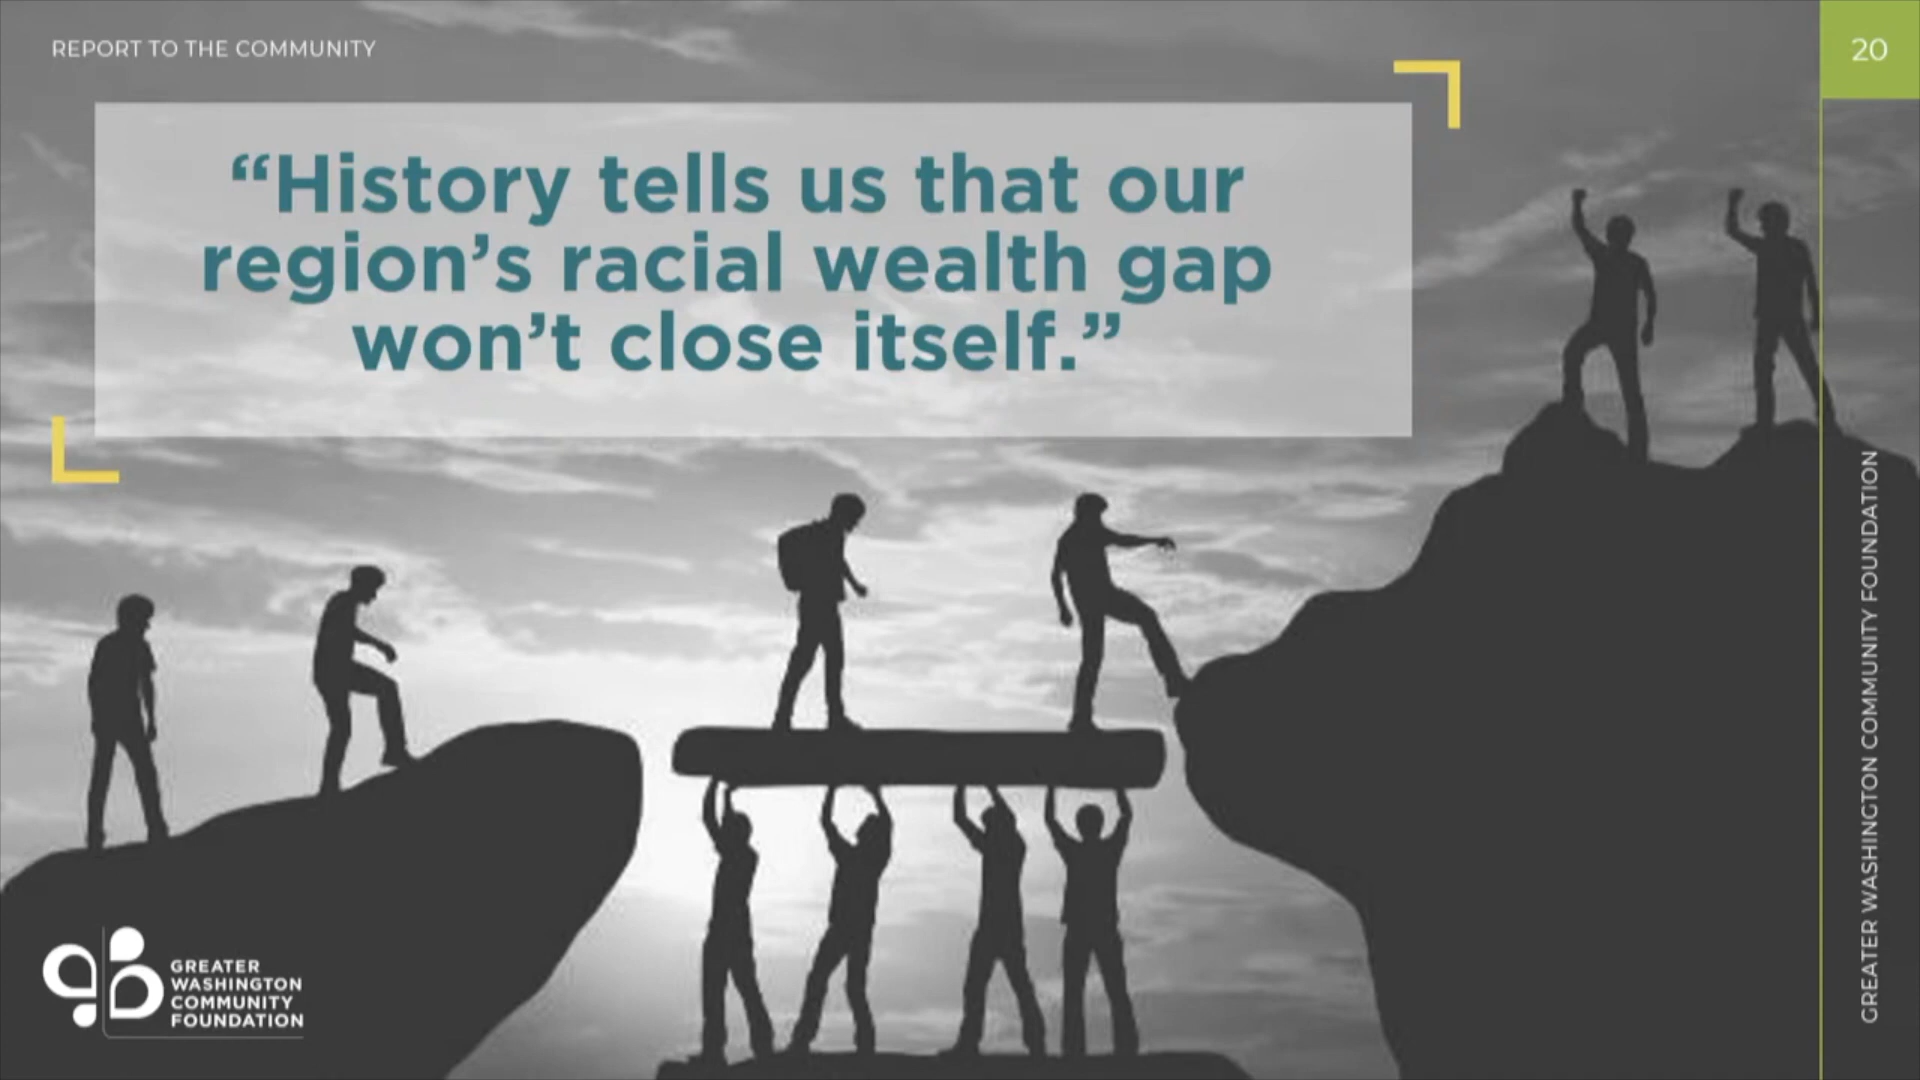 REPORT TO THE COMMUNITY
20
“History tells us that our
region’s racial wealth gap
won’t close itself.”
GREATER WASHINGTON COMMUNITY FOUNDATION
GREATER
WASHINGTON
COMMUNITY
FOUNDATION